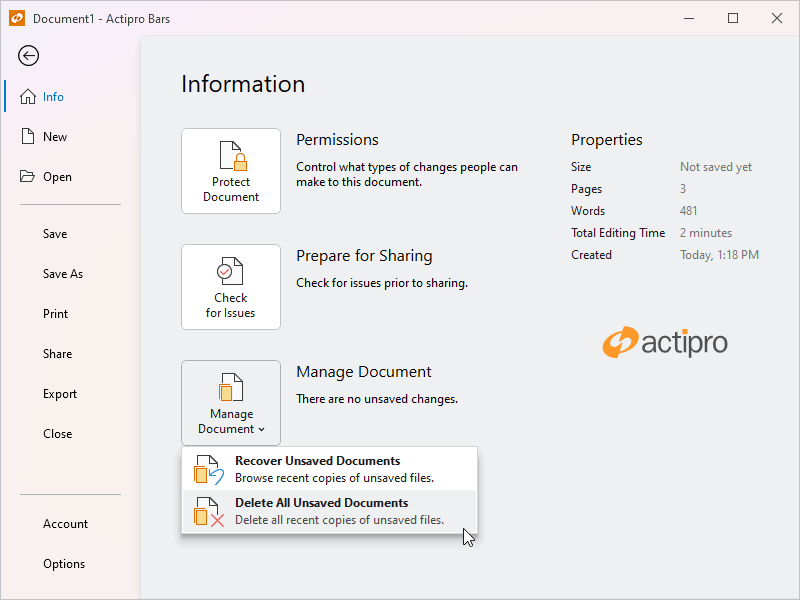 Document1 - Actipro Bars
Info
New
Open
Save
Save As
Print
Share
Export
Close
Account
Options
Information
Protect
Document
Permissions
Control what types of changes people can
make to this document.
Check
for Issues
Prepare for Sharing
Check for issues prior to sharing.
Manage
Document
Manage Document
There are no unsaved changes.
Recover Unsaved Documents
Browse recent copies of unsaved files.
Delete All Unsaved Documents
Delete all recent copies of unsaved files.
Properties
Size Not saved yet
Pages 3
Words 481
Total Editing Time 2 minutes
Created Today, 1:18 PM
actipro